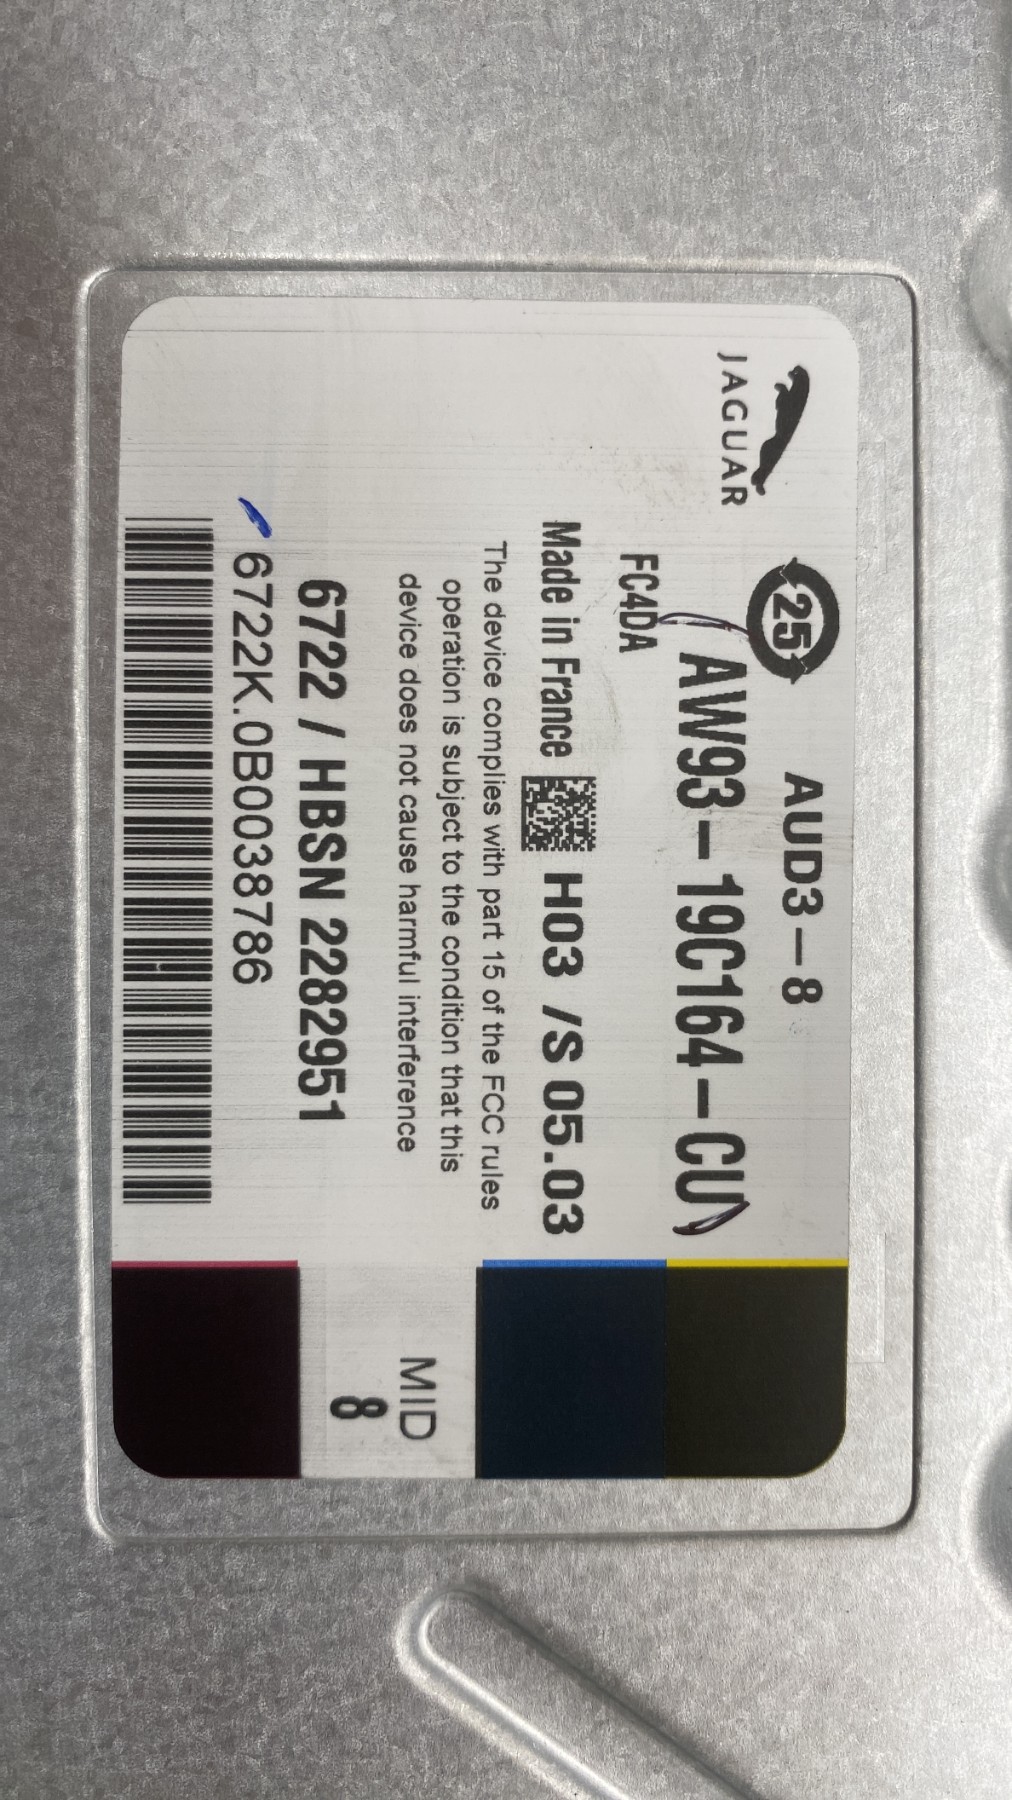 JAGUAR
25
AUD3-8
AW93-19C164-CU
FC4DA
Made in France
H03 /S 05.03
The device complies with part 15 of the FCC rules
operation is subject to the condition that this
device does not cause harmful interference
6722 / HBSN 2282951
6722K.0B0038786
MID
8